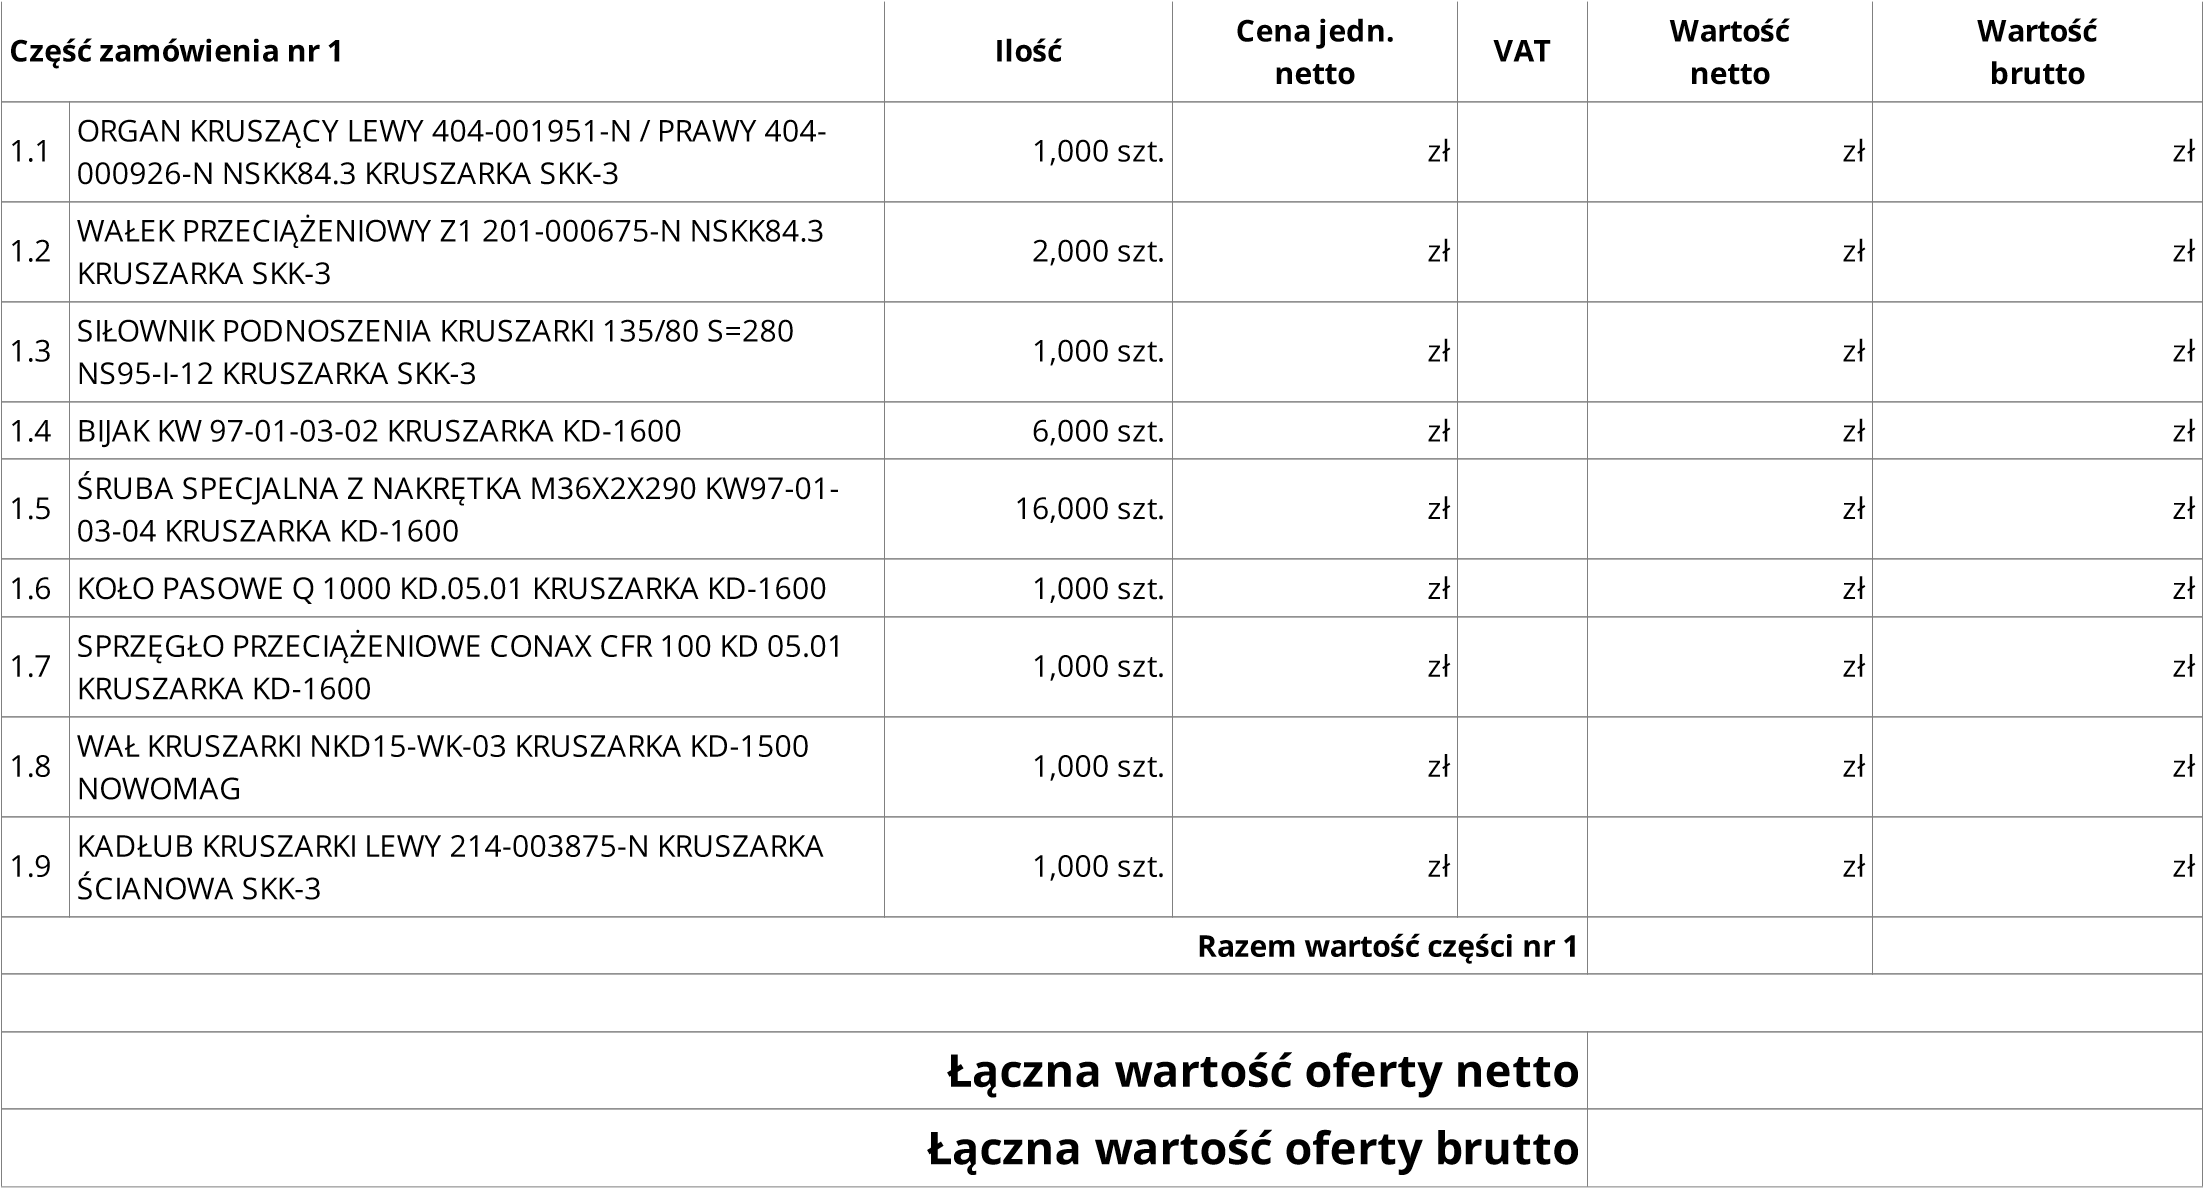 Część zamówienia nr 1
Ilość
Cena jedn.
netto
VAT
Wartość
netto
Wartość
brutto
1.1
ORGAN KRUSZĄCY LEWY 404-001951-N / PRAWY 404-
000926-N NSKK84.3 KRUSZARKA SKK-3
1,000 szt.
zł
zł
zł
1.2
WAŁEK PRZECIĄŻENIOWY Z1 201-000675-N NSKK84.3
KRUSZARKA SKK-3
2,000 szt.
zł
zł
zł
1.3
SIŁOWNIK PODNOSZENIA KRUSZARKI 135/80 S=280
NS95-I-12 KRUSZARKA SKK-3
1,000 szt.
zł
zł
zł
1.4
BIJAK KW 97-01-03-02 KRUSZARKA KD-1600
6,000 szt.
zł
zł
zł
1.5
ŚRUBA SPECJALNA Z NAKRĘTKA M36X2X290 KW97-01-
03-04 KRUSZARKA KD-1600
16,000 szt.
zł
zł
zł
1.6
KOŁO PASOWE Q 1000 KD.05.01 KRUSZARKA KD-1600
1,000 szt.
zł
zł
zł
1.7
SPRZĘGŁO PRZECIĄŻENIOWE CONAX CFR 100 KD 05.01
KRUSZARKA KD-1600
1,000 szt.
zł
zł
zł
1.8
WAŁ KRUSZARKI NKD15-WK-03 KRUSZARKA KD-1500
NOWOMAG
1,000 szt.
zł
zł
zł
1.9
KADŁUB KRUSZARKI LEWY 214-003875-N KRUSZARKA
ŚCIANOWA SKK-3
1,000 szt.
zł
zł
zł
Razem wartość części nr 1
Łączna wartość oferty netto
Łączna wartość oferty brutto